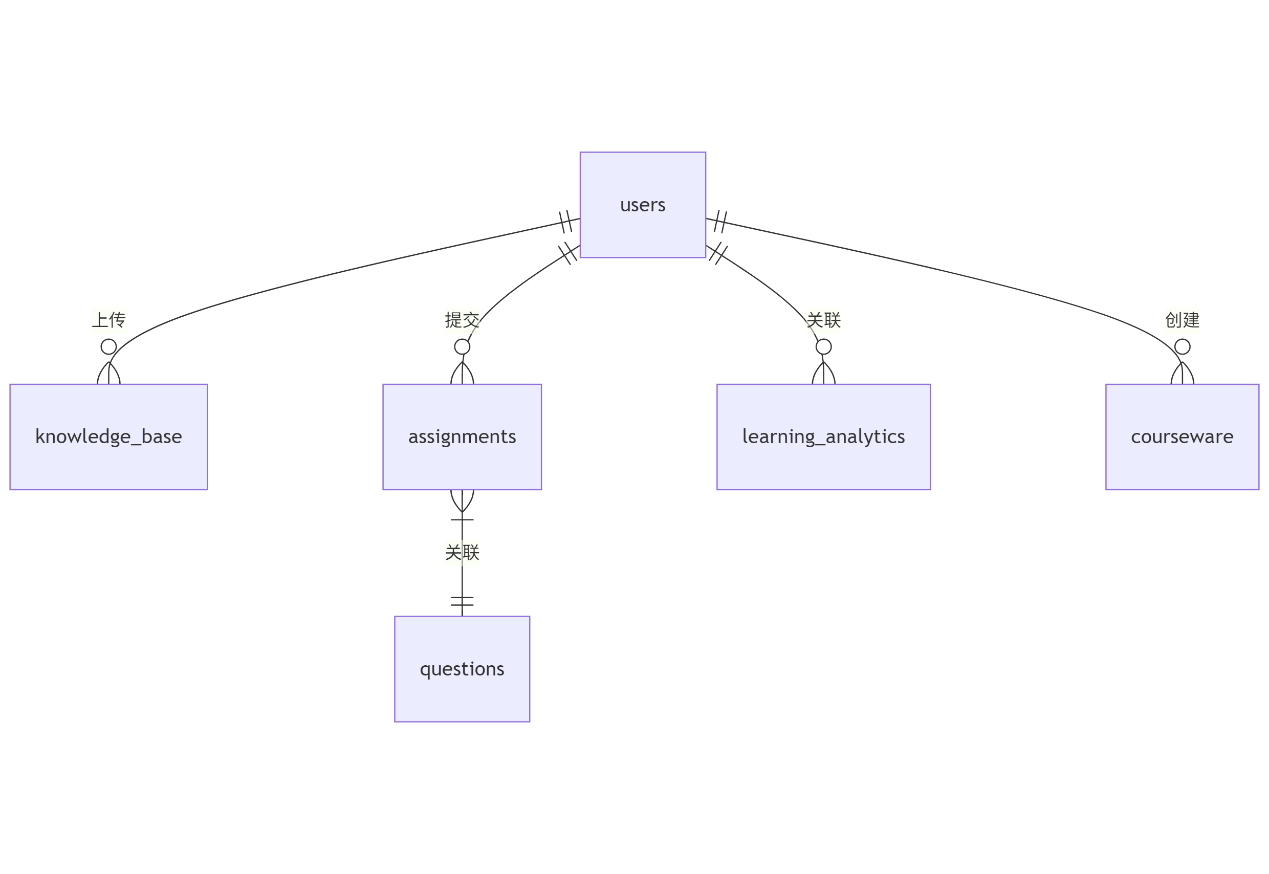 users
上传
提交
关联
创建
knowledge_base
assignments
learning_analytics
courseware
关联
questions